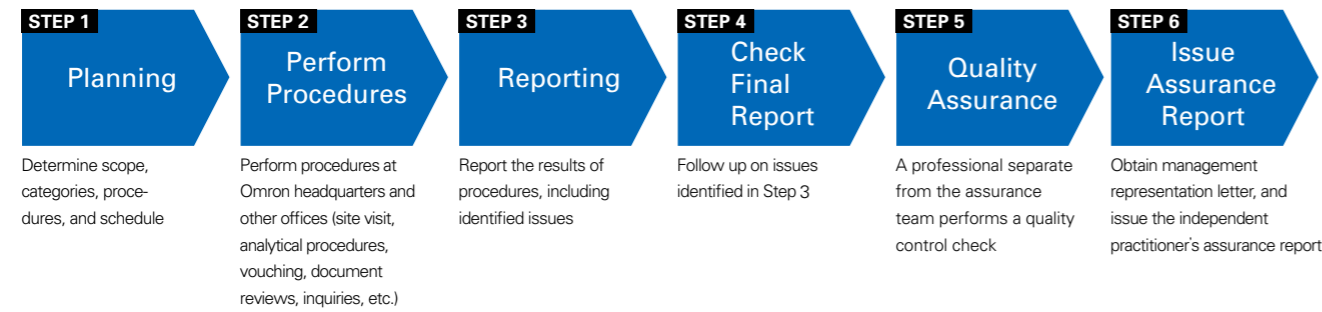 STEP 1
Planning
Determine scope,
categories, proce-
dures, and schedule
STEP 2
Perform
Procedures
Perform procedures at
Omron headquarters and
other offices (site visit,
analytical procedures,
vouching, document
reviews, inquiries, etc.)
STEP 3
Reporting
Report the results of
procedures, including
identified issues
STEP 4
Check
Final
Report
Follow up on issues
identified in Step 3
STEP 5
Quality
Assurance
A professional separate
from the assurance
team performs a quality
control check
STEP 6
Issue
Assurance
Report
Obtain management
representation letter, and
issue the independent
practitioner's assurance report